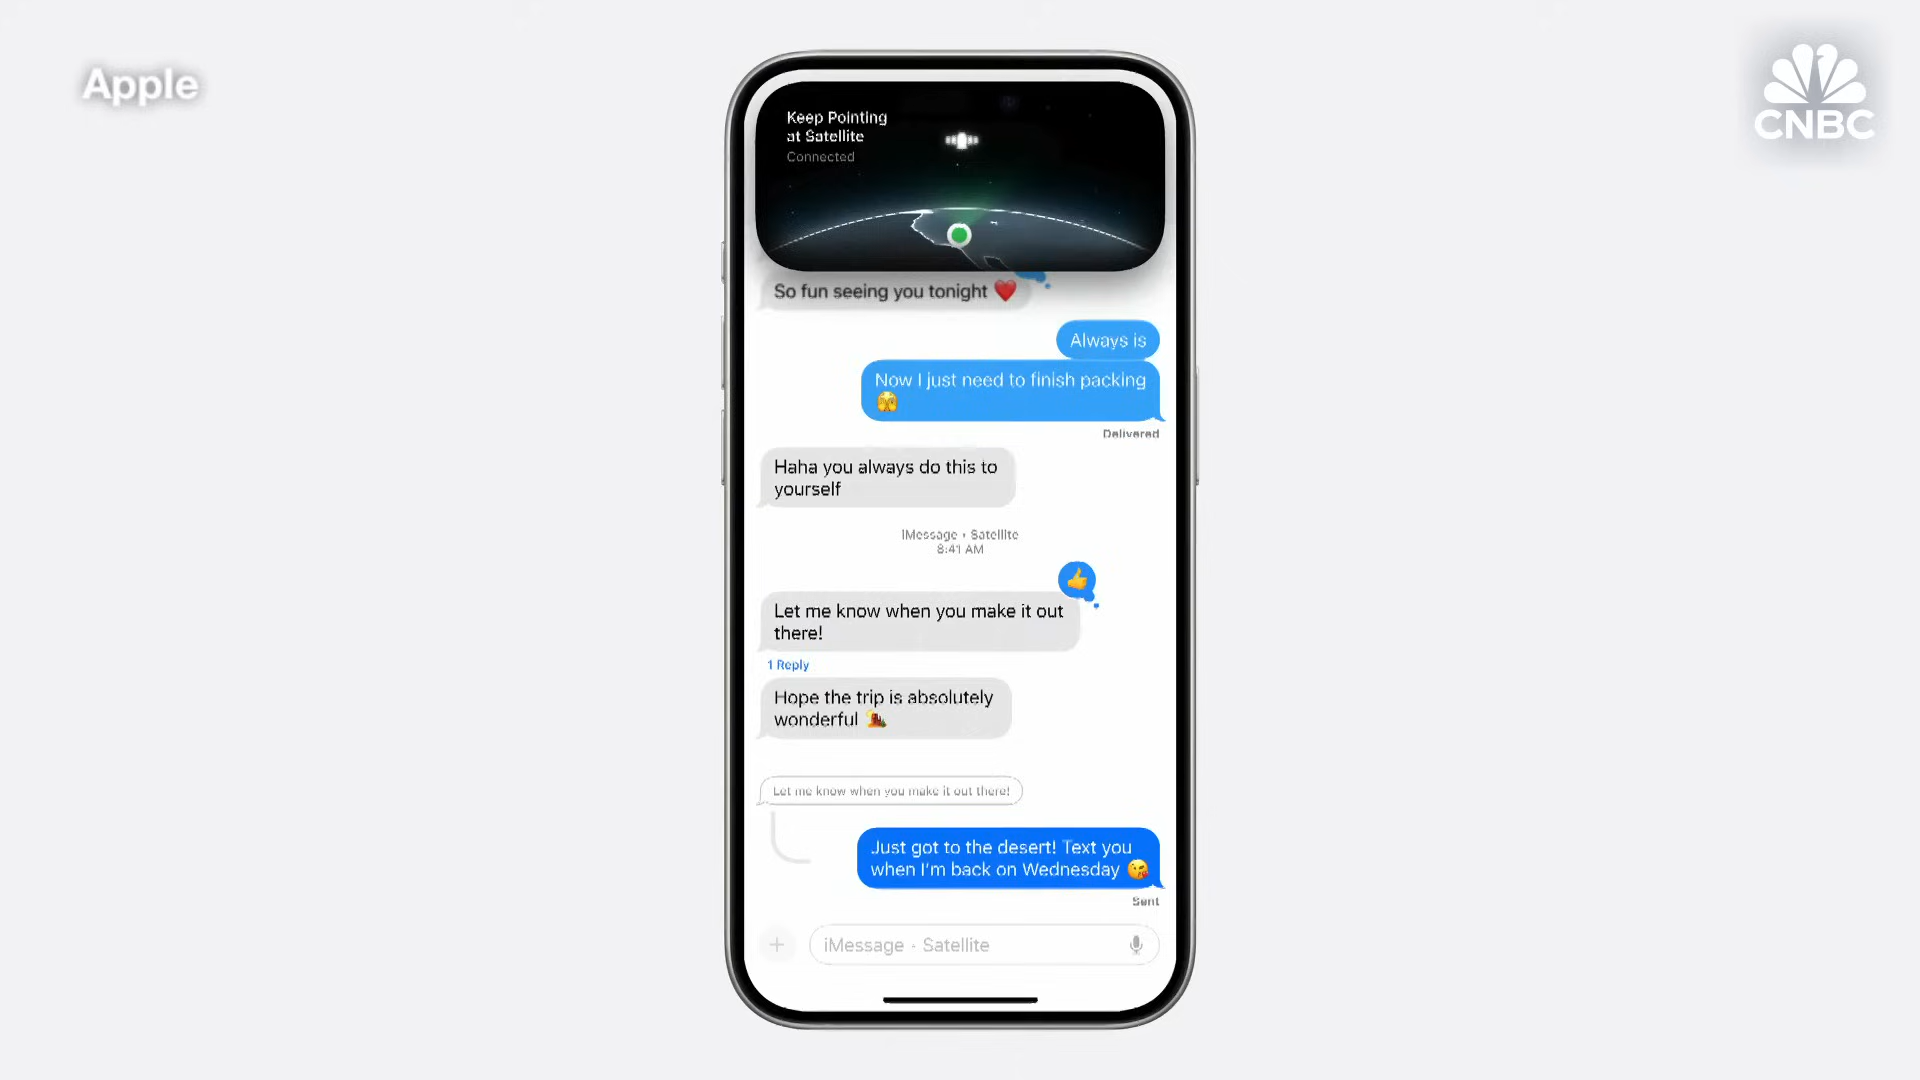 Apple
CNBC
Keep Pointing
at Satellite
Connected
So fun seeing you tonight ❤️
Always is
Now I just need to finish packing
🫣
Delivered
Haha you always do this to
yourself
iMessage • Satellite
8:41 AM
👍
Let me know when you make it out
there!
1 Reply
Hope the trip is absolutely
wonderful 🏜️
Let me know when you make it out there!
Just got to the desert! Text you
when I'm back on Wednesday 😘
Sent
iMessage • Satellite